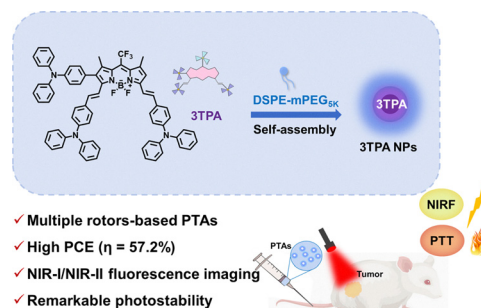 CF3
N
N
N
B
F
F
N
N
3TPA
DSPE-mPEG5K
Self-assembly
3TPA
3TPA NPs
✓ Multiple rotors-based PTAs
✓ High PCE (η = 57.2%)
✓ NIR-I/NIR-II fluorescence imaging
✓ Remarkable photostability
PTAs
Tumor
NIRF
PTT